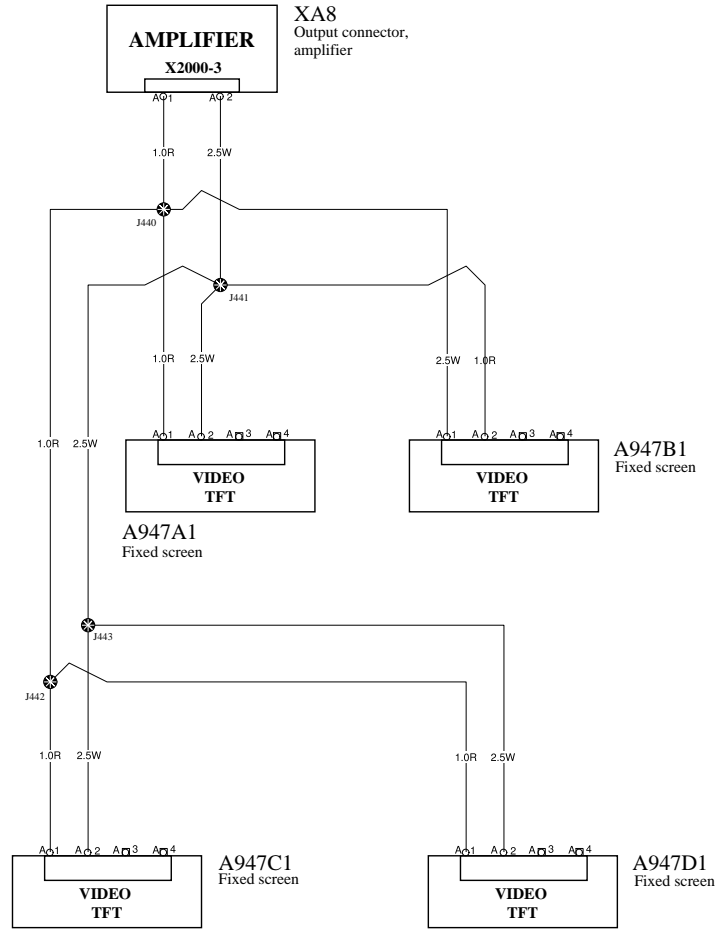 XA8
Output connector,
amplifier
AMPLIFIER
X2000-3
A 1 A 2
1.0R 2.5W
J440
J441
1.0R 2.5W 2.5W 1.0R
A 1 A 2 A 3 A 4 A 1 A 2 A 3 A 4
1.0R 2.5W
VIDEO
TFT
VIDEO
TFT
A947B1
Fixed screen
A947A1
Fixed screen
J443
J442
1.0R 2.5W 1.0R 2.5W
A 1 A 2 A 3 A 4 A 1 A 2 A 3 A 4
VIDEO
TFT
A947C1
Fixed screen
VIDEO
TFT
A947D1
Fixed screen